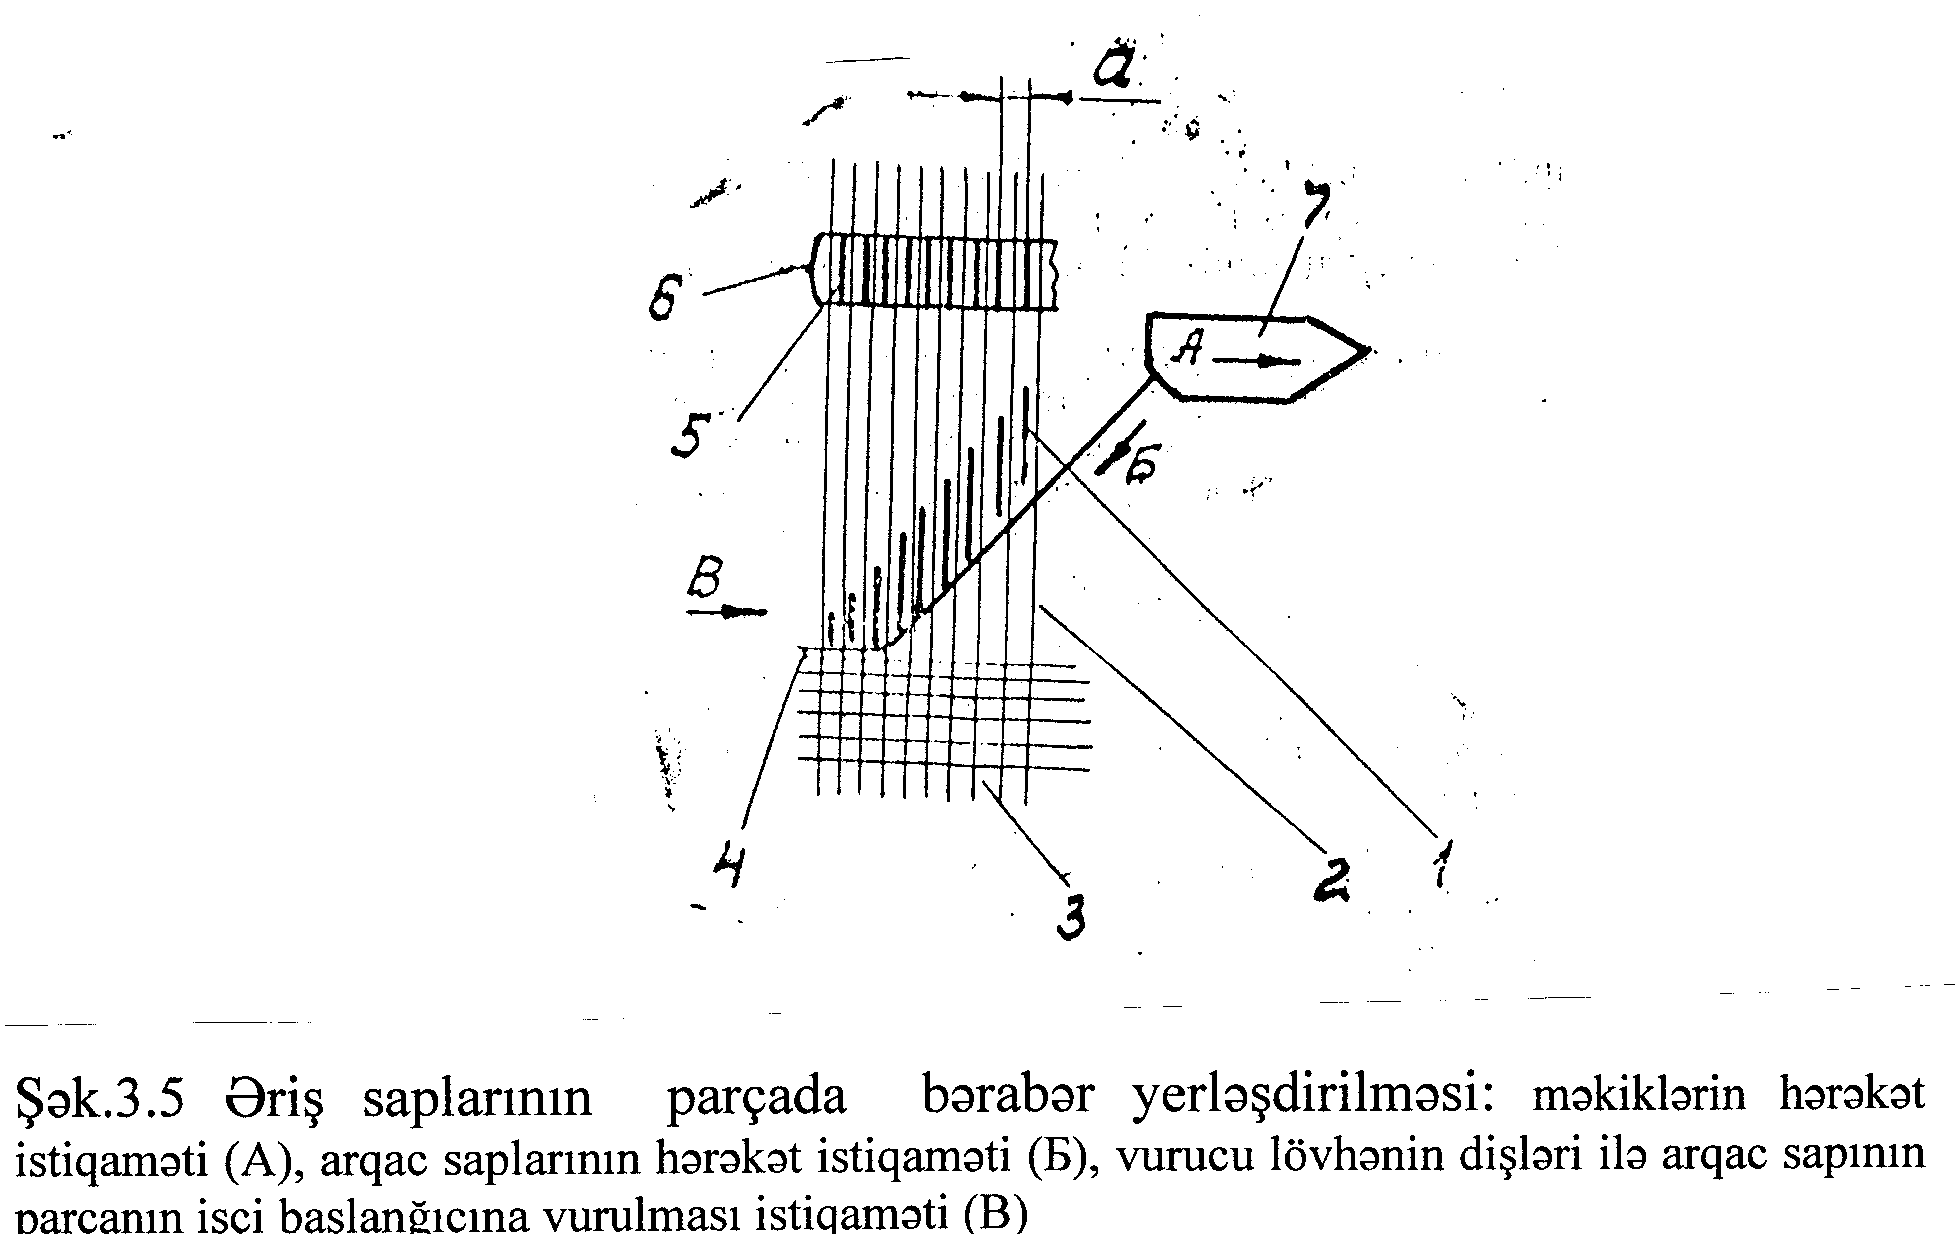 a
7
6
A
5
Б
B
4
2
1
3
Şək.3.5 Əriş saplarının parçada bərabər yerləşdirilməsi: məkiklərin hərəkət
istiqaməti (A), arqac saplarının hərəkət istiqaməti (Б), vurucu lövhənin dişləri ilə arqac sapının
parçanın işçi başlanğıcına vurulması istiqaməti (B)